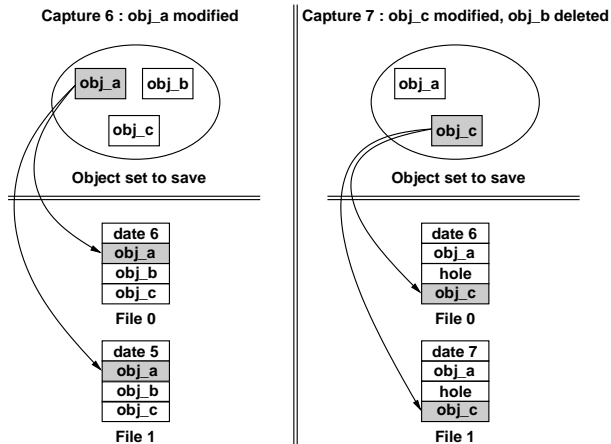 Capture 6 : obj_a modified
obj_a
obj_b
obj_c
Object set to save
date 6
obj_a
obj_b
obj_c
File 0
date 5
obj_a
obj_b
obj_c
File 1
Capture 7 : obj_c modified, obj_b deleted
obj_a
obj_c
Object set to save
date 6
obj_a
hole
obj_c
File 0
date 7
obj_a
hole
obj_c
File 1